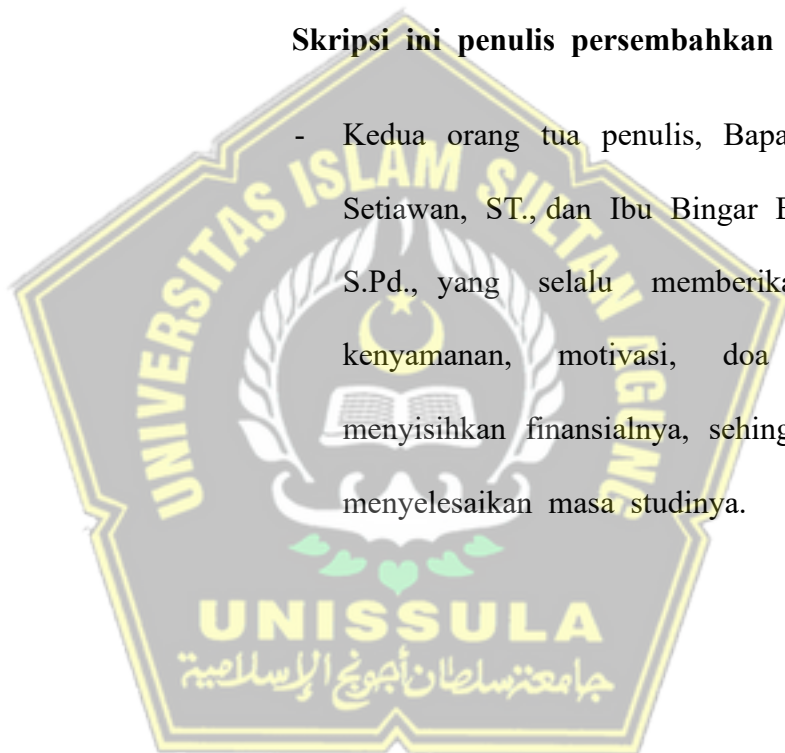 Skripsi ini penulis persembahkan
- Kedua orang tua penulis, Bapa
Setiawan, ST., dan Ibu Bingar
S.Pd., yang selalu memberika
kenyamanan, motivasi, doa
menyisihkan finansialnya, sehing
menyelesaikan masa studinya.
UNIVERSITAS ISLAM SULTAN AGUNG
UNISSULA
جامعة سلطان أجونج الإسلامية